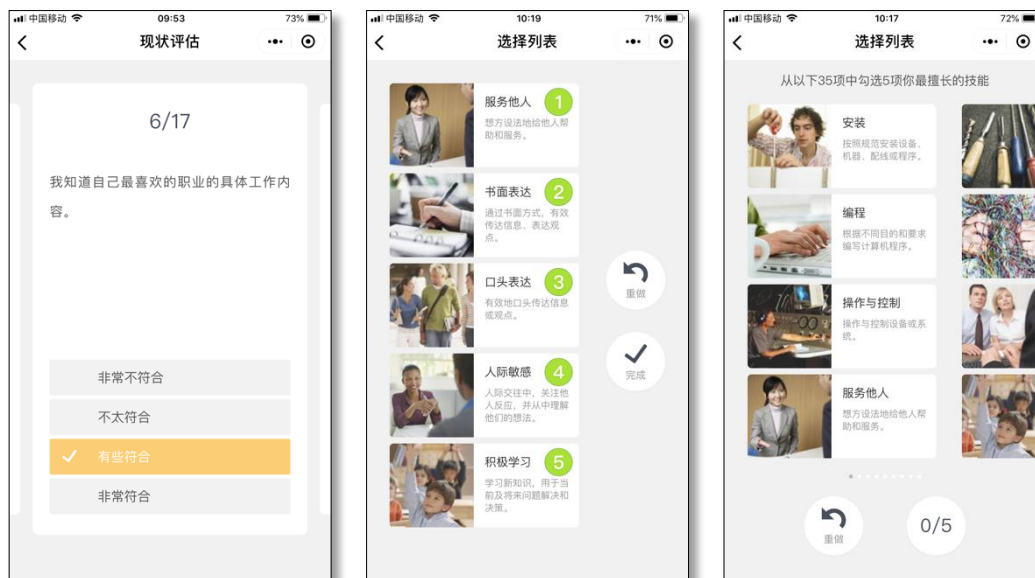 中国移动
09:53
73%
现状评估
6/17
我知道自己最喜欢的职业的具体工作内
容。
非常不符合
不太符合
有些符合
非常符合
中国移动
10:19
71%
选择列表
服务他人
1
想方设法地给他人帮
助和服务。
书面表达
2
通过书面方式，有效
传达信息、表达观
点。
口头表达
3
有效地口头传达信息
或观点。
人际敏感
4
人际交往中，关注他
人反应，并从中理解
他们的想法。
积极学习
5
学习新知识，用于当
前及将来问题解决和
决策。
重做
完成
中国移动
10:17
72%
选择列表
从以下35项中勾选5项你最擅长的技能
安装
按照规范安装设备、
机器、配线或程序。
编程
根据不同目的和要求
编写计算机程序。
操作与控制
操作与控制设备或系
统。
服务他人
想方设法地给他人帮
助和服务。
重做
0/5